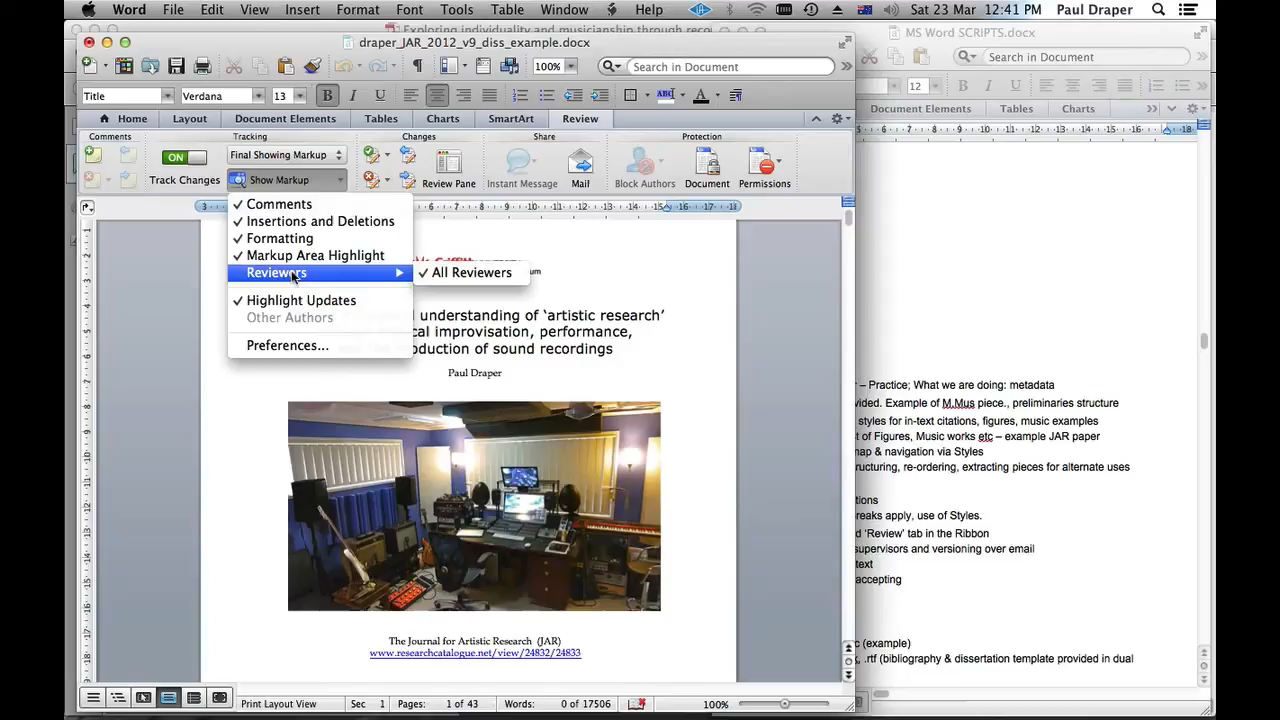 Word File Edit View Insert Format Font Tools Table Window Help Sat 23 Mar 12:41 PM Paul Draper
Exploring individuality and musicianship through
draper_JAR_2012_v9_diss_example.docx
MS Word SCRIPTS.docx
100%
Search in Document
Search in Document
Title Verdana 13 B I U ABC A
12 B I U
Home Layout Document Elements Tables Charts SmartArt Review
Document Elements Tables Charts
Comments Tracking Changes Share Protection
ON Final Showing Markup
Track Changes Show Markup Review Pane Instant Message Mail Block Authors Document Permissions
Comments
Insertions and Deletions
Formatting
Markup Area Highlight
Reviewers
All Reviewers
Highlight Updates
Other Authors
Preferences...
understanding of ‘artistic research’
improvisation, performance,
production of sound recordings
Paul Draper
The Journal for Artistic Research (JAR)
www.researchcatalogue.net/view/24832/24833
– Practice; What we are doing: metadata
Example of M.Mus piece., preliminaries structure
styles for in-text citations, figures, music examples
of Figures, Music works etc – example JAR paper
& navigation via Styles
re-ordering, extracting pieces for alternate uses
apply, use of Styles.
‘Review’ tab in the Ribbon
supervisors and versioning over email
accepting
(example)
.rtf (bibliography & dissertation template provided in dual
Print Layout View Sec 1 Pages: 1 of 43 Words: 0 of 17506 100%